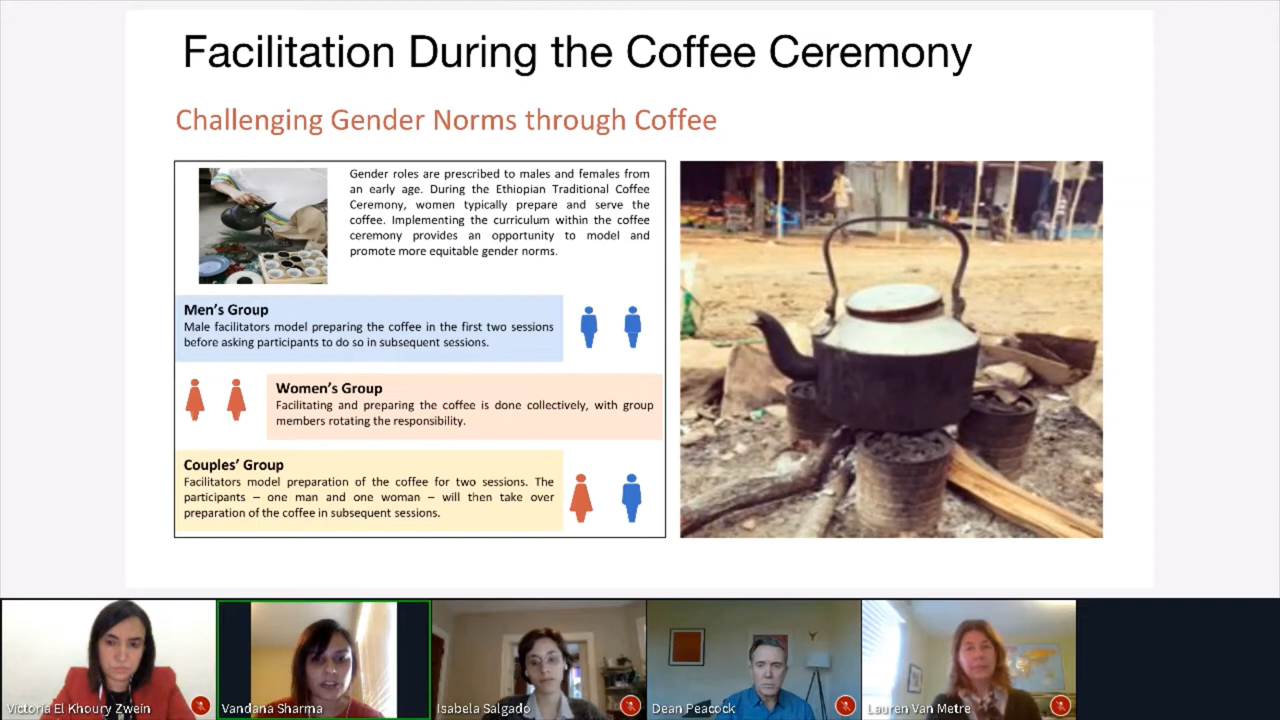 Facilitation During the Coffee Ceremony
Challenging Gender Norms through Coffee
Gender roles are prescribed to males and females from
an early age. During the Ethiopian Traditional Coffee
Ceremony, women typically prepare and serve the
coffee. Implementing the curriculum within the coffee
ceremony provides an opportunity to model and
promote more equitable gender norms.
Men's Group
Male facilitators model preparing the coffee in the first two sessions
before asking participants to do so in subsequent sessions.
Women's Group
Facilitating and preparing the coffee is done collectively, with group
members rotating the responsibility.
Couples' Group
Facilitators model preparation of the coffee for two sessions. The
participants – one man and one woman – will then take over
preparation of the coffee in subsequent sessions.
Victoria El Khoury Zwein
Vandana Sharma
Isabela Salgado
Dean Peacock
Lauren Van Metre